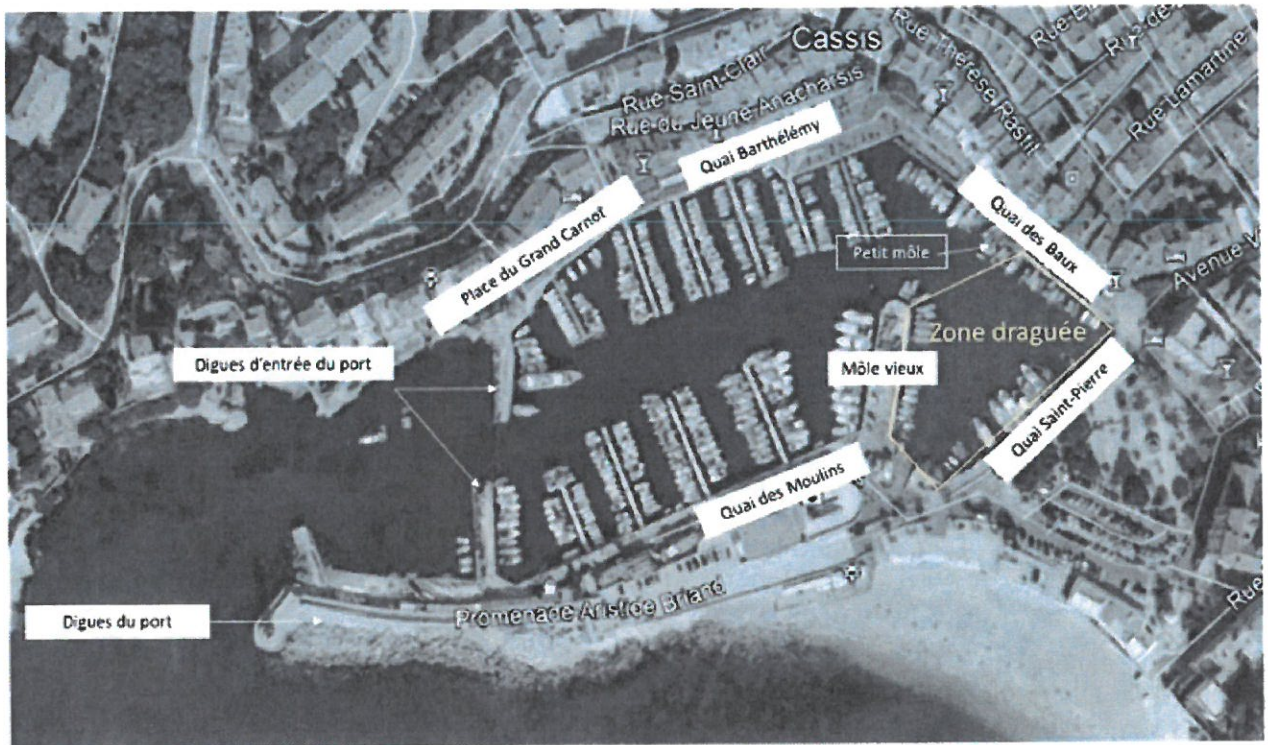 Cassis
Rue Saint-Clair
Rue du Jeune Anacharsis
Rue Thérèse Rastit
Rue Lamartine
Quai Barthélémy
Quai des Baux
Place du Grand Carnot
Petit môle
Avenue V
Zone draguée
Digues d'entrée du port
Môle vieux
Quai Saint-Pierre
Quai des Moulins
Promenade Aristide Briand
Digues du port
Rue